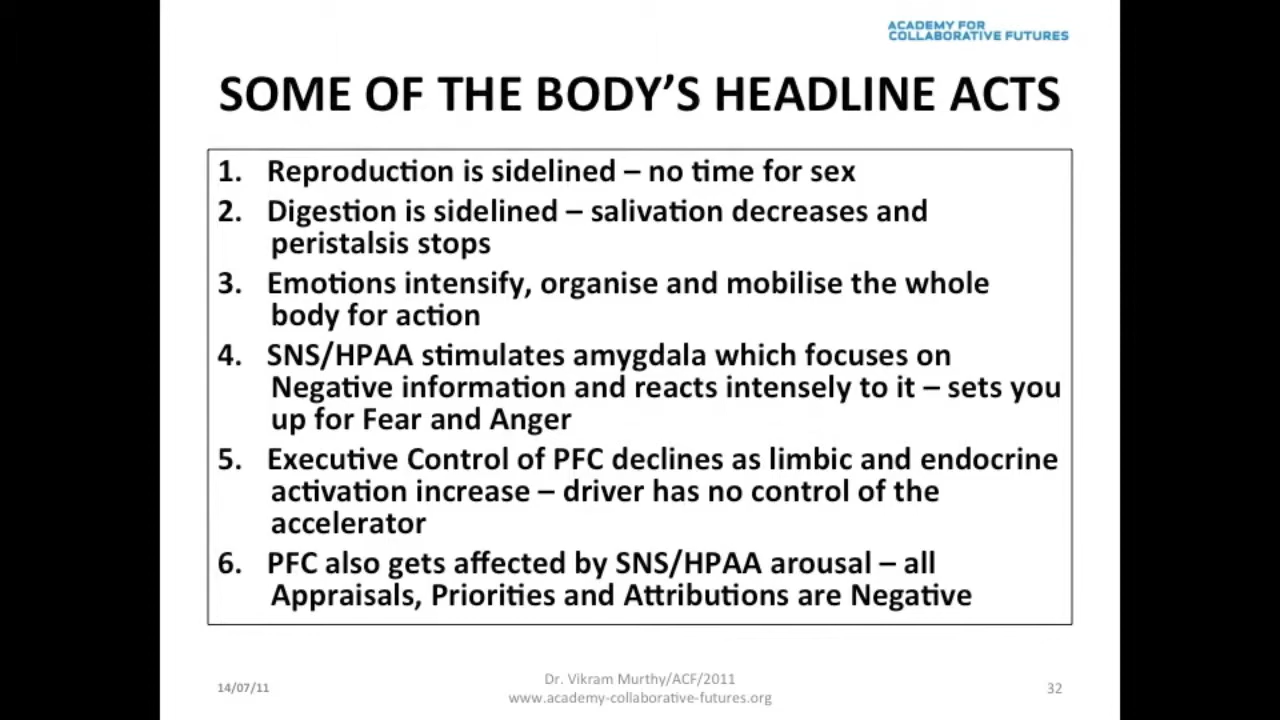 ACADEMY FOR
COLLABORATIVE FUTURES
SOME OF THE BODY’S HEADLINE ACTS
1. Reproduction is sidelined – no time for sex
2. Digestion is sidelined – salivation decreases and
peristalsis stops
3. Emotions intensify, organise and mobilise the whole
body for action
4. SNS/HPAA stimulates amygdala which focuses on
Negative information and reacts intensely to it – sets you
up for Fear and Anger
5. Executive Control of PFC declines as limbic and endocrine
activation increase – driver has no control of the
accelerator
6. PFC also gets affected by SNS/HPAA arousal – all
Appraisals, Priorities and Attributions are Negative
14/07/11
Dr. Vikram Murthy/ACF/2011
www.academy-collaborative-futures.org
32